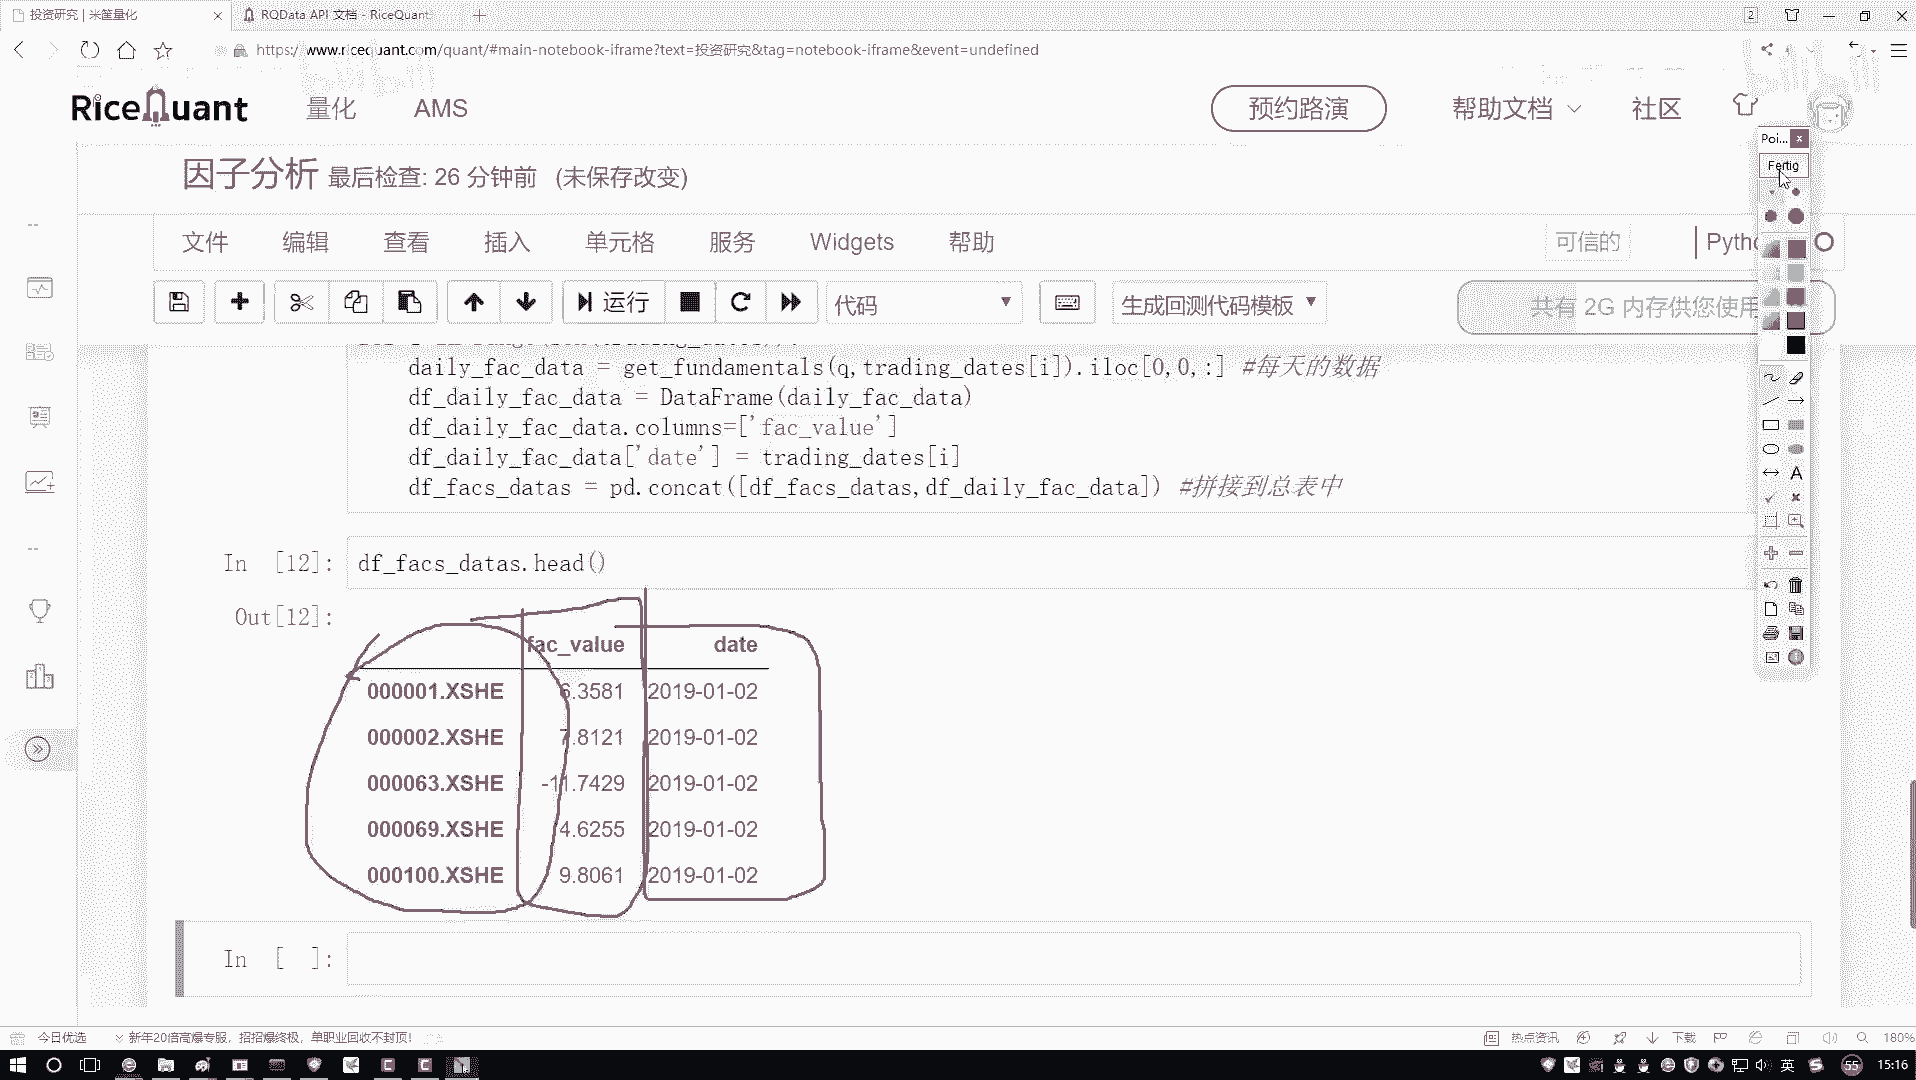 投资研究 | 米筐量化
RQData API 文档 - RiceQuant
2
https://www.ricequant.com/quant/#main-notebook-iframe?text=投资研究&tag=notebook-iframe&event=undefined
RiceQuant
量化
AMS
预约路演
帮助文档
社区
Poi...
Fertig
因子分析 最后检查: 26 分钟前 (未保存改变)
文件
编辑
查看
插入
单元格
服务
Widgets
帮助
可信的
运行
代码
生成回测代码模板
共有 2G 内存供您使用
daily_fac_data = get_fundamentals(q,trading_dates[i]).iloc[0,0,:] #每天的数据
df_daily_fac_data = DataFrame(daily_fac_data)
df_daily_fac_data.columns=['fac_value']
df_daily_fac_data['date'] = trading_dates[i]
df_facs_datas = pd.concat([df_facs_datas,df_daily_fac_data]) #拼接到总表中
In [12]: df_facs_datas.head()
Out[12]:
fac_value date
000001.XSHE 6.3581 2019-01-02
000002.XSHE 7.8121 2019-01-02
000063.XSHE -11.7429 2019-01-02
000069.XSHE 4.6255 2019-01-02
000100.XSHE 9.8061 2019-01-02
In [ ]:
今日优选
新年20倍高爆专服，招招爆终极，单职业回收不封顶！
热点资讯
下载
180%
英
55
15:16